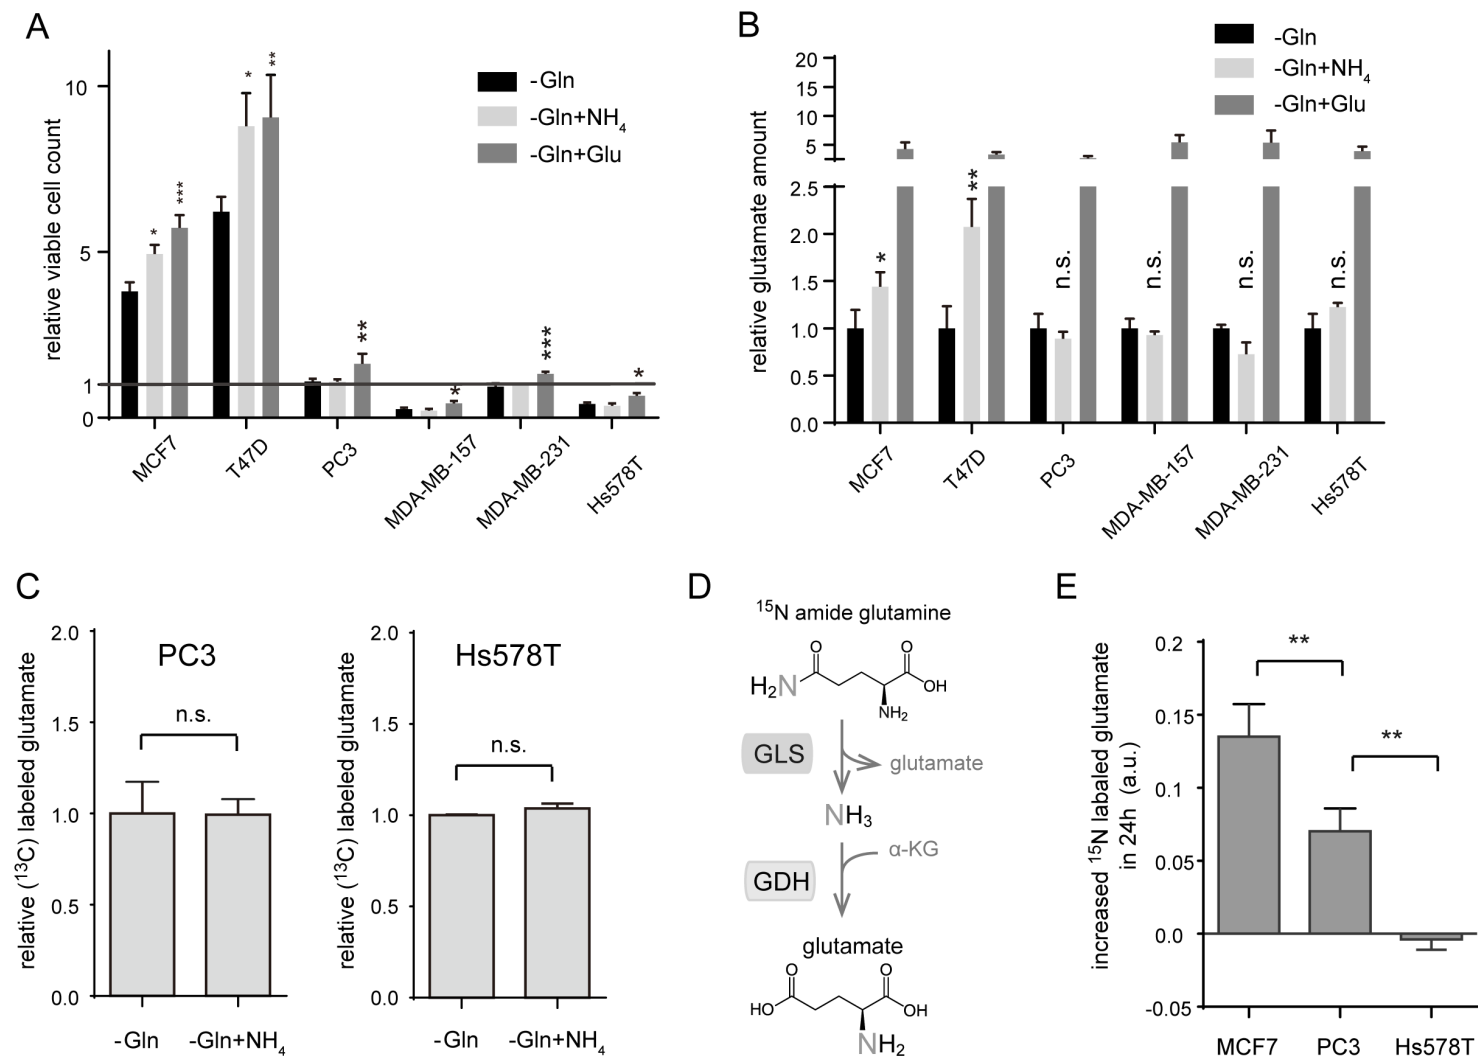 A
relative viable cell count
10
5
1
0
-Gln
-Gln+NH4
-Gln+Glu
*
***
*
**
**
*
***
*
MCF7
T47D
PC3
MDA-MB-157
MDA-MB-231
Hs578T
B
relative glutamate amount
20
15
10
5
2.5
2.0
1.5
1.0
0.5
0.0
-Gln
-Gln+NH4
-Gln+Glu
*
**
n.s.
n.s.
n.s.
n.s.
MCF7
T47D
PC3
MDA-MB-157
MDA-MB-231
Hs578T
C
relative (13C) labeled glutamate
2.0
1.5
1.0
0.5
0.0
PC3
n.s.
-Gln
-Gln+NH4
relative (13C) labeled glutamate
2.0
1.5
1.0
0.5
0.0
Hs578T
n.s.
-Gln
-Gln+NH4
D
15N amide glutamine
O
O
H2N
OH
NH2
GLS
glutamate
NH3
α-KG
GDH
glutamate
O
O
HO
OH
NH2
E
increased 15N labaled glutamate
in 24h (a.u.)
0.2
0.15
0.1
0.05
0.0
-0.05
**
**
MCF7
PC3
Hs578T